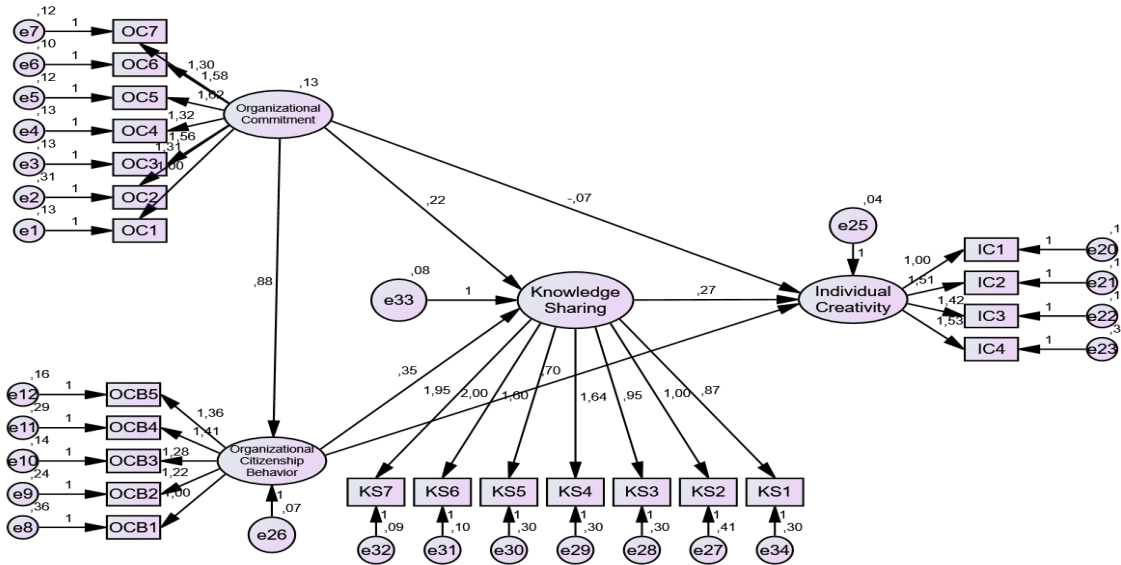 ,12
e7 1 OC7
,10
e6 1 OC6
,12
e5 1 OC5
,13
e4 1 OC4
,13
e3 1 OC3
,31
e2 1 OC2
,13
e1 1 OC1
1,30
1,58
1,62
1,32
1,56
1,31
1,00
,13
Organizational
Commitment
,88
,22
-,07
,04
e25
1
,08
e33 1
Knowledge
Sharing
,27
Individual
Creativity
1,00
1,51
1,42
1,53
IC1 1 e20 ,1
IC2 1 e21 ,1
IC3 1 e22 ,1
IC4 1 e23 ,3
,35
,70
,16
e12 1 OCB5
,29
e11 1 OCB4
,14
e10 1 OCB3
,24
e9 1 OCB2
,36
e8 1 OCB1
1,36
1,41
1,28
1,22
1,00
Organizational
Citizenship
Behavior
1
,07
e26
1,95 2,00 1,64 ,95 1,00 ,87
KS7 KS6 KS5 KS4 KS3 KS2 KS1
1 1 1 1 1 1 1
,09 ,10 ,30 ,30 ,30 ,41 ,30
e32 e31 e30 e29 e28 e27 e34